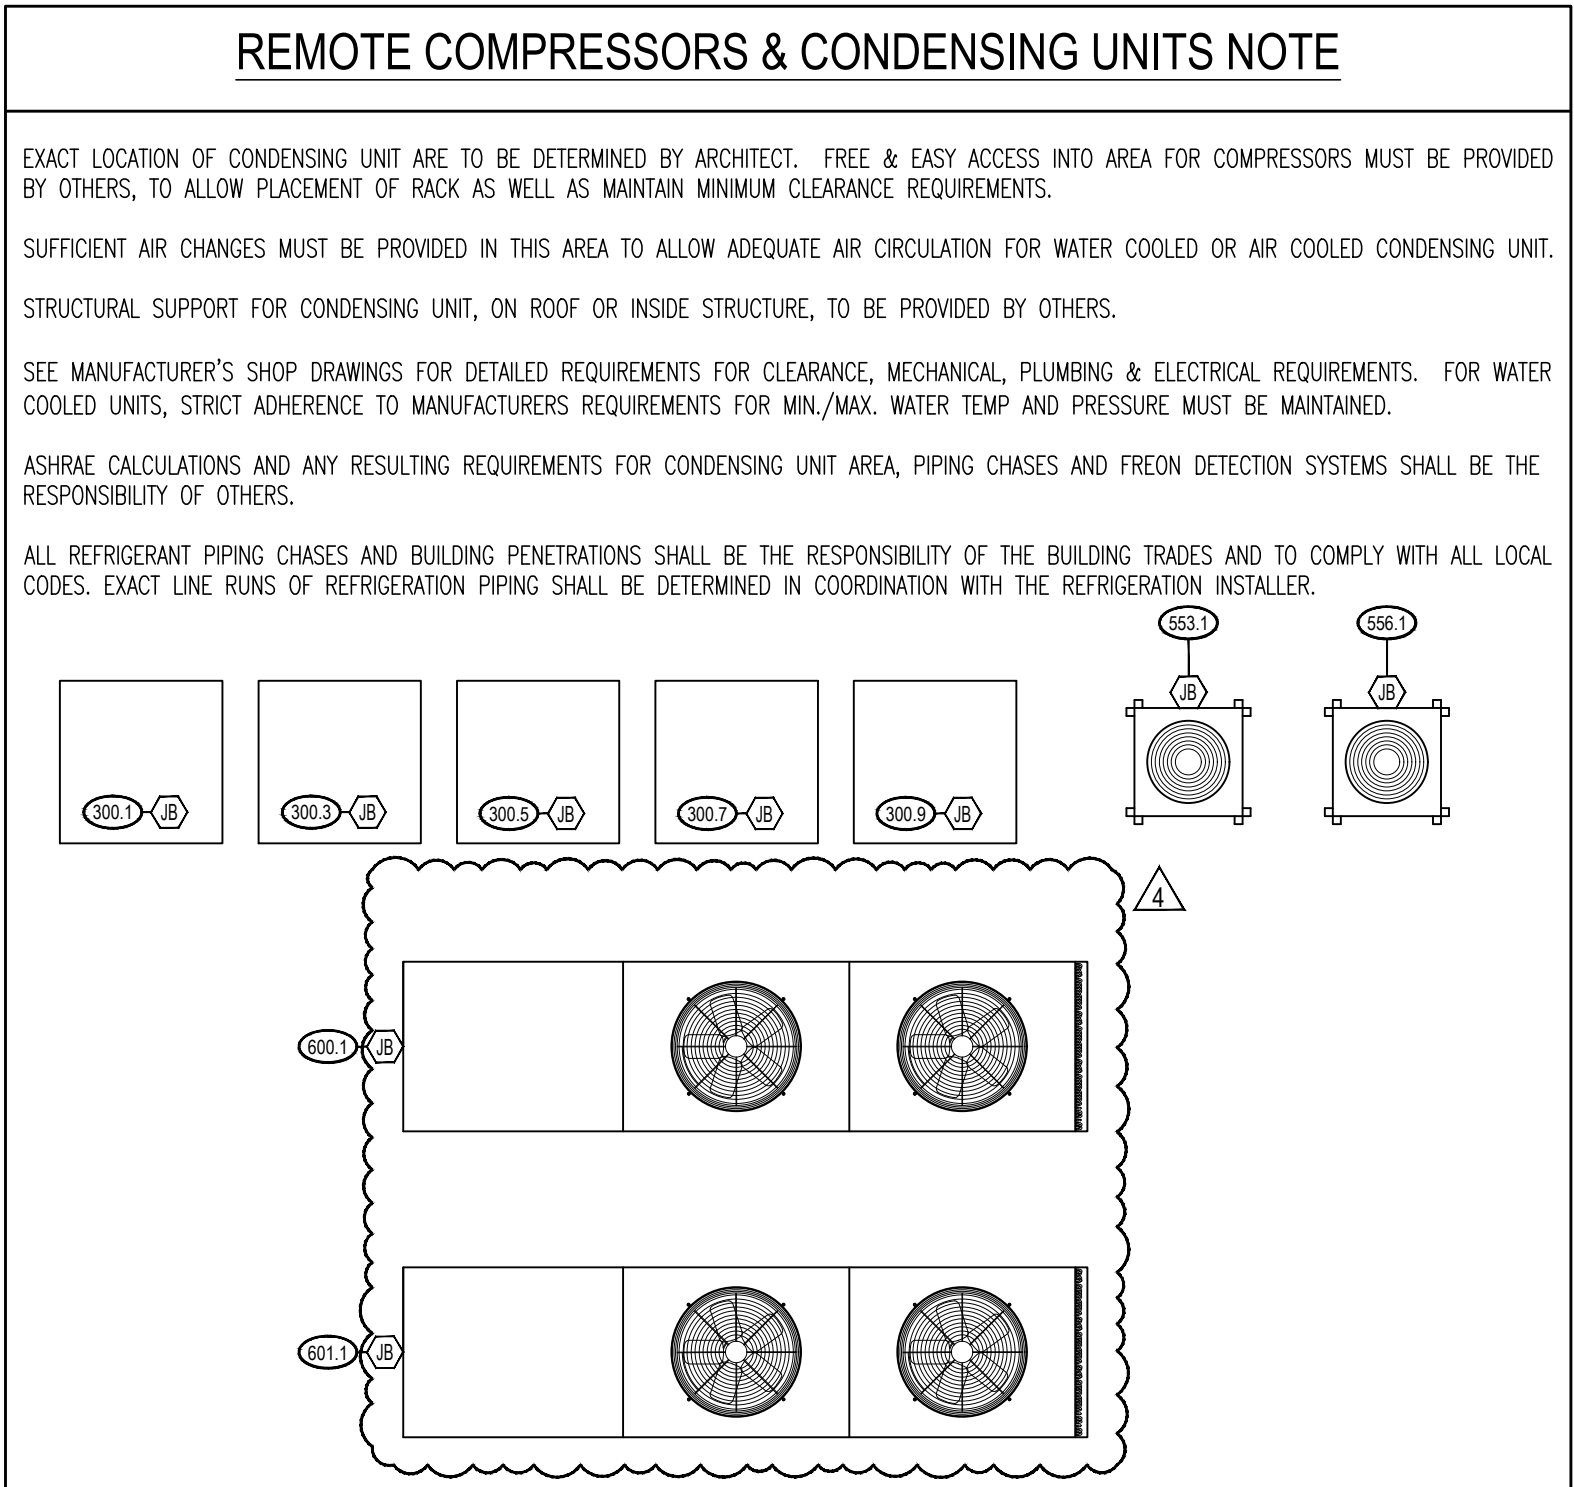 REMOTE COMPRESSORS & CONDENSING UNITS NOTE
EXACT LOCATION OF CONDENSING UNIT ARE TO BE DETERMINED BY ARCHITECT. FREE & EASY ACCESS INTO AREA FOR COMPRESSORS MUST BE PROVIDED
BY OTHERS, TO ALLOW PLACEMENT OF RACK AS WELL AS MAINTAIN MINIMUM CLEARANCE REQUIREMENTS.
SUFFICIENT AIR CHANGES MUST BE PROVIDED IN THIS AREA TO ALLOW ADEQUATE AIR CIRCULATION FOR WATER COOLED OR AIR COOLED CONDENSING UNIT.
STRUCTURAL SUPPORT FOR CONDENSING UNIT, ON ROOF OR INSIDE STRUCTURE, TO BE PROVIDED BY OTHERS.
SEE MANUFACTURER'S SHOP DRAWINGS FOR DETAILED REQUIREMENTS FOR CLEARANCE, MECHANICAL, PLUMBING & ELECTRICAL REQUIREMENTS. FOR WATER
COOLED UNITS, STRICT ADHERENCE TO MANUFACTURERS REQUIREMENTS FOR MIN./MAX. WATER TEMP AND PRESSURE MUST BE MAINTAINED.
ASHRAE CALCULATIONS AND ANY RESULTING REQUIREMENTS FOR CONDENSING UNIT AREA, PIPING CHASES AND FREON DETECTION SYSTEMS SHALL BE THE
RESPONSIBILITY OF OTHERS.
ALL REFRIGERANT PIPING CHASES AND BUILDING PENETRATIONS SHALL BE THE RESPONSIBILITY OF THE BUILDING TRADES AND TO COMPLY WITH ALL LOCAL
CODES. EXACT LINE RUNS OF REFRIGERATION PIPING SHALL BE DETERMINED IN COORDINATION WITH THE REFRIGERATION INSTALLER.
553.1 556.1
JB JB
300.1 JB 300.3 JB 300.5 JB 300.7 JB 300.9 JB
4
600.1 JB
601.1 JB